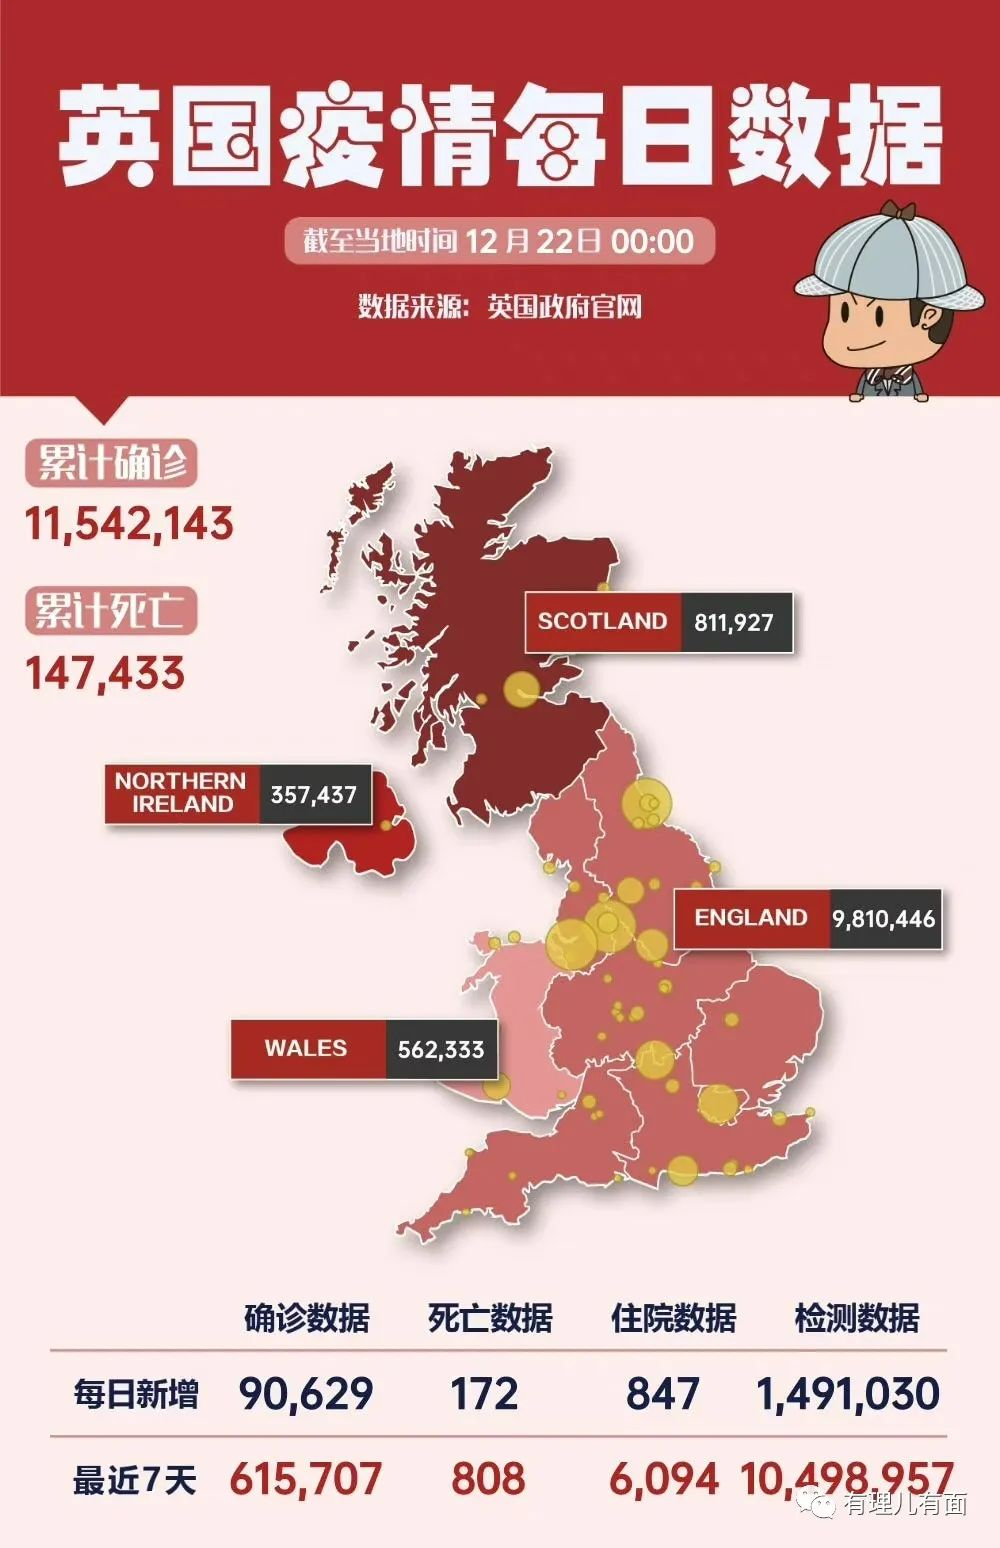 英国疫情每日数据
截至当地时间 12 月 22日 00:00
数据来源：英国政府官网
累计确诊
11,542,143
累计死亡
147,433
SCOTLAND 811,927
NORTHERN
IRELAND 357,437
ENGLAND 9,810,446
WALES 562,333
确诊数据 死亡数据 住院数据 检测数据
每日新增 90,629 172 847 1,491,030
最近7天 615,707 808 6,094 10,498,957
有理儿有面